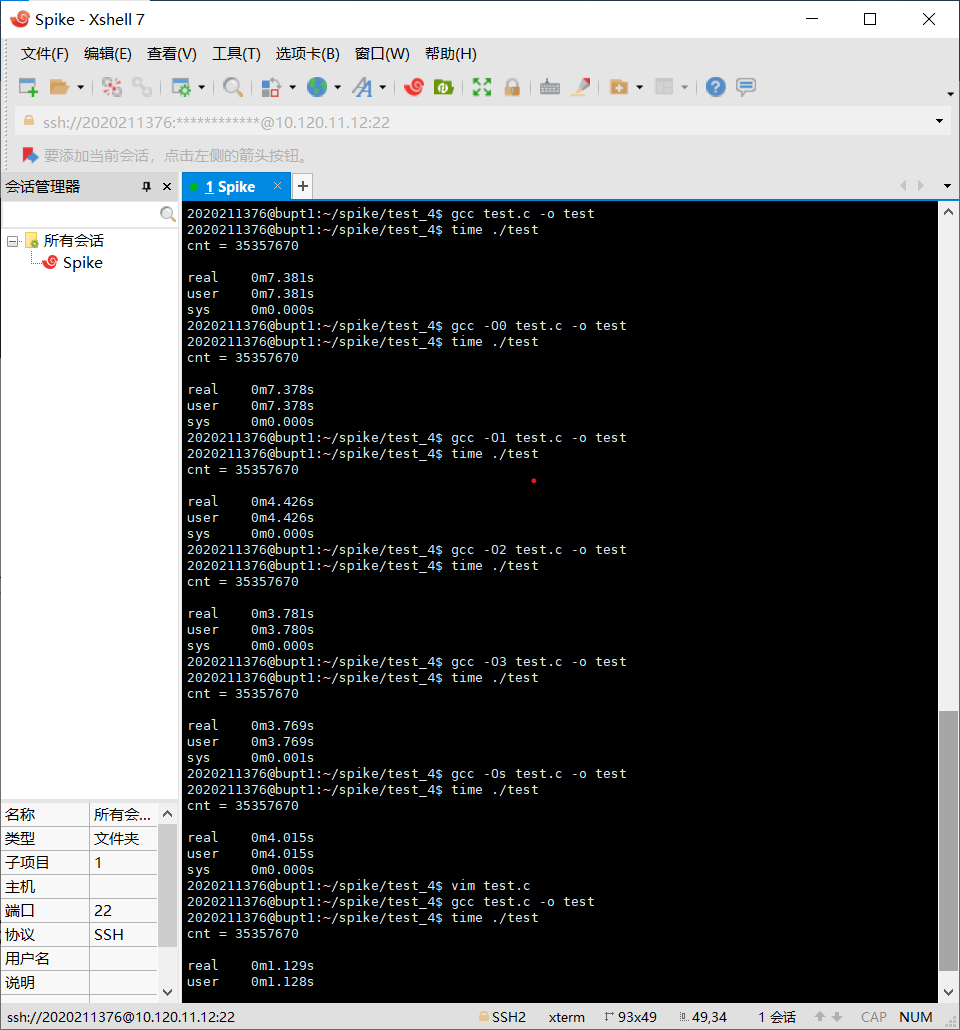 Spike - Xshell 7
文件(F) 编辑(E) 查看(V) 工具(T) 选项卡(B) 窗口(W) 帮助(H)
ssh://2020211376:************@10.120.11.12:22
要添加当前会话，点击左侧的箭头按钮。
会话管理器
1 Spike
所有会话
Spike
2020211376@bupt1:~/spike/test_4$ gcc test.c -o test
2020211376@bupt1:~/spike/test_4$ time ./test
cnt = 35357670
real 0m7.381s
user 0m7.381s
sys 0m0.000s
2020211376@bupt1:~/spike/test_4$ gcc -O0 test.c -o test
2020211376@bupt1:~/spike/test_4$ time ./test
cnt = 35357670
real 0m7.378s
user 0m7.378s
sys 0m0.000s
2020211376@bupt1:~/spike/test_4$ gcc -O1 test.c -o test
2020211376@bupt1:~/spike/test_4$ time ./test
cnt = 35357670
real 0m4.426s
user 0m4.426s
sys 0m0.000s
2020211376@bupt1:~/spike/test_4$ gcc -O2 test.c -o test
2020211376@bupt1:~/spike/test_4$ time ./test
cnt = 35357670
real 0m3.781s
user 0m3.780s
sys 0m0.000s
2020211376@bupt1:~/spike/test_4$ gcc -O3 test.c -o test
2020211376@bupt1:~/spike/test_4$ time ./test
cnt = 35357670
real 0m3.769s
user 0m3.769s
sys 0m0.001s
2020211376@bupt1:~/spike/test_4$ gcc -Os test.c -o test
2020211376@bupt1:~/spike/test_4$ time ./test
cnt = 35357670
real 0m4.015s
user 0m4.015s
sys 0m0.000s
2020211376@bupt1:~/spike/test_4$ vim test.c
2020211376@bupt1:~/spike/test_4$ gcc test.c -o test
2020211376@bupt1:~/spike/test_4$ time ./test
cnt = 35357670
real 0m1.129s
user 0m1.128s
名称 所有会...
类型 文件夹
子项目 1
主机
端口 22
协议 SSH
用户名
说明
ssh://2020211376@10.120.11.12:22 SSH2 xterm 93x49 49,34 1 会话 CAP NUM